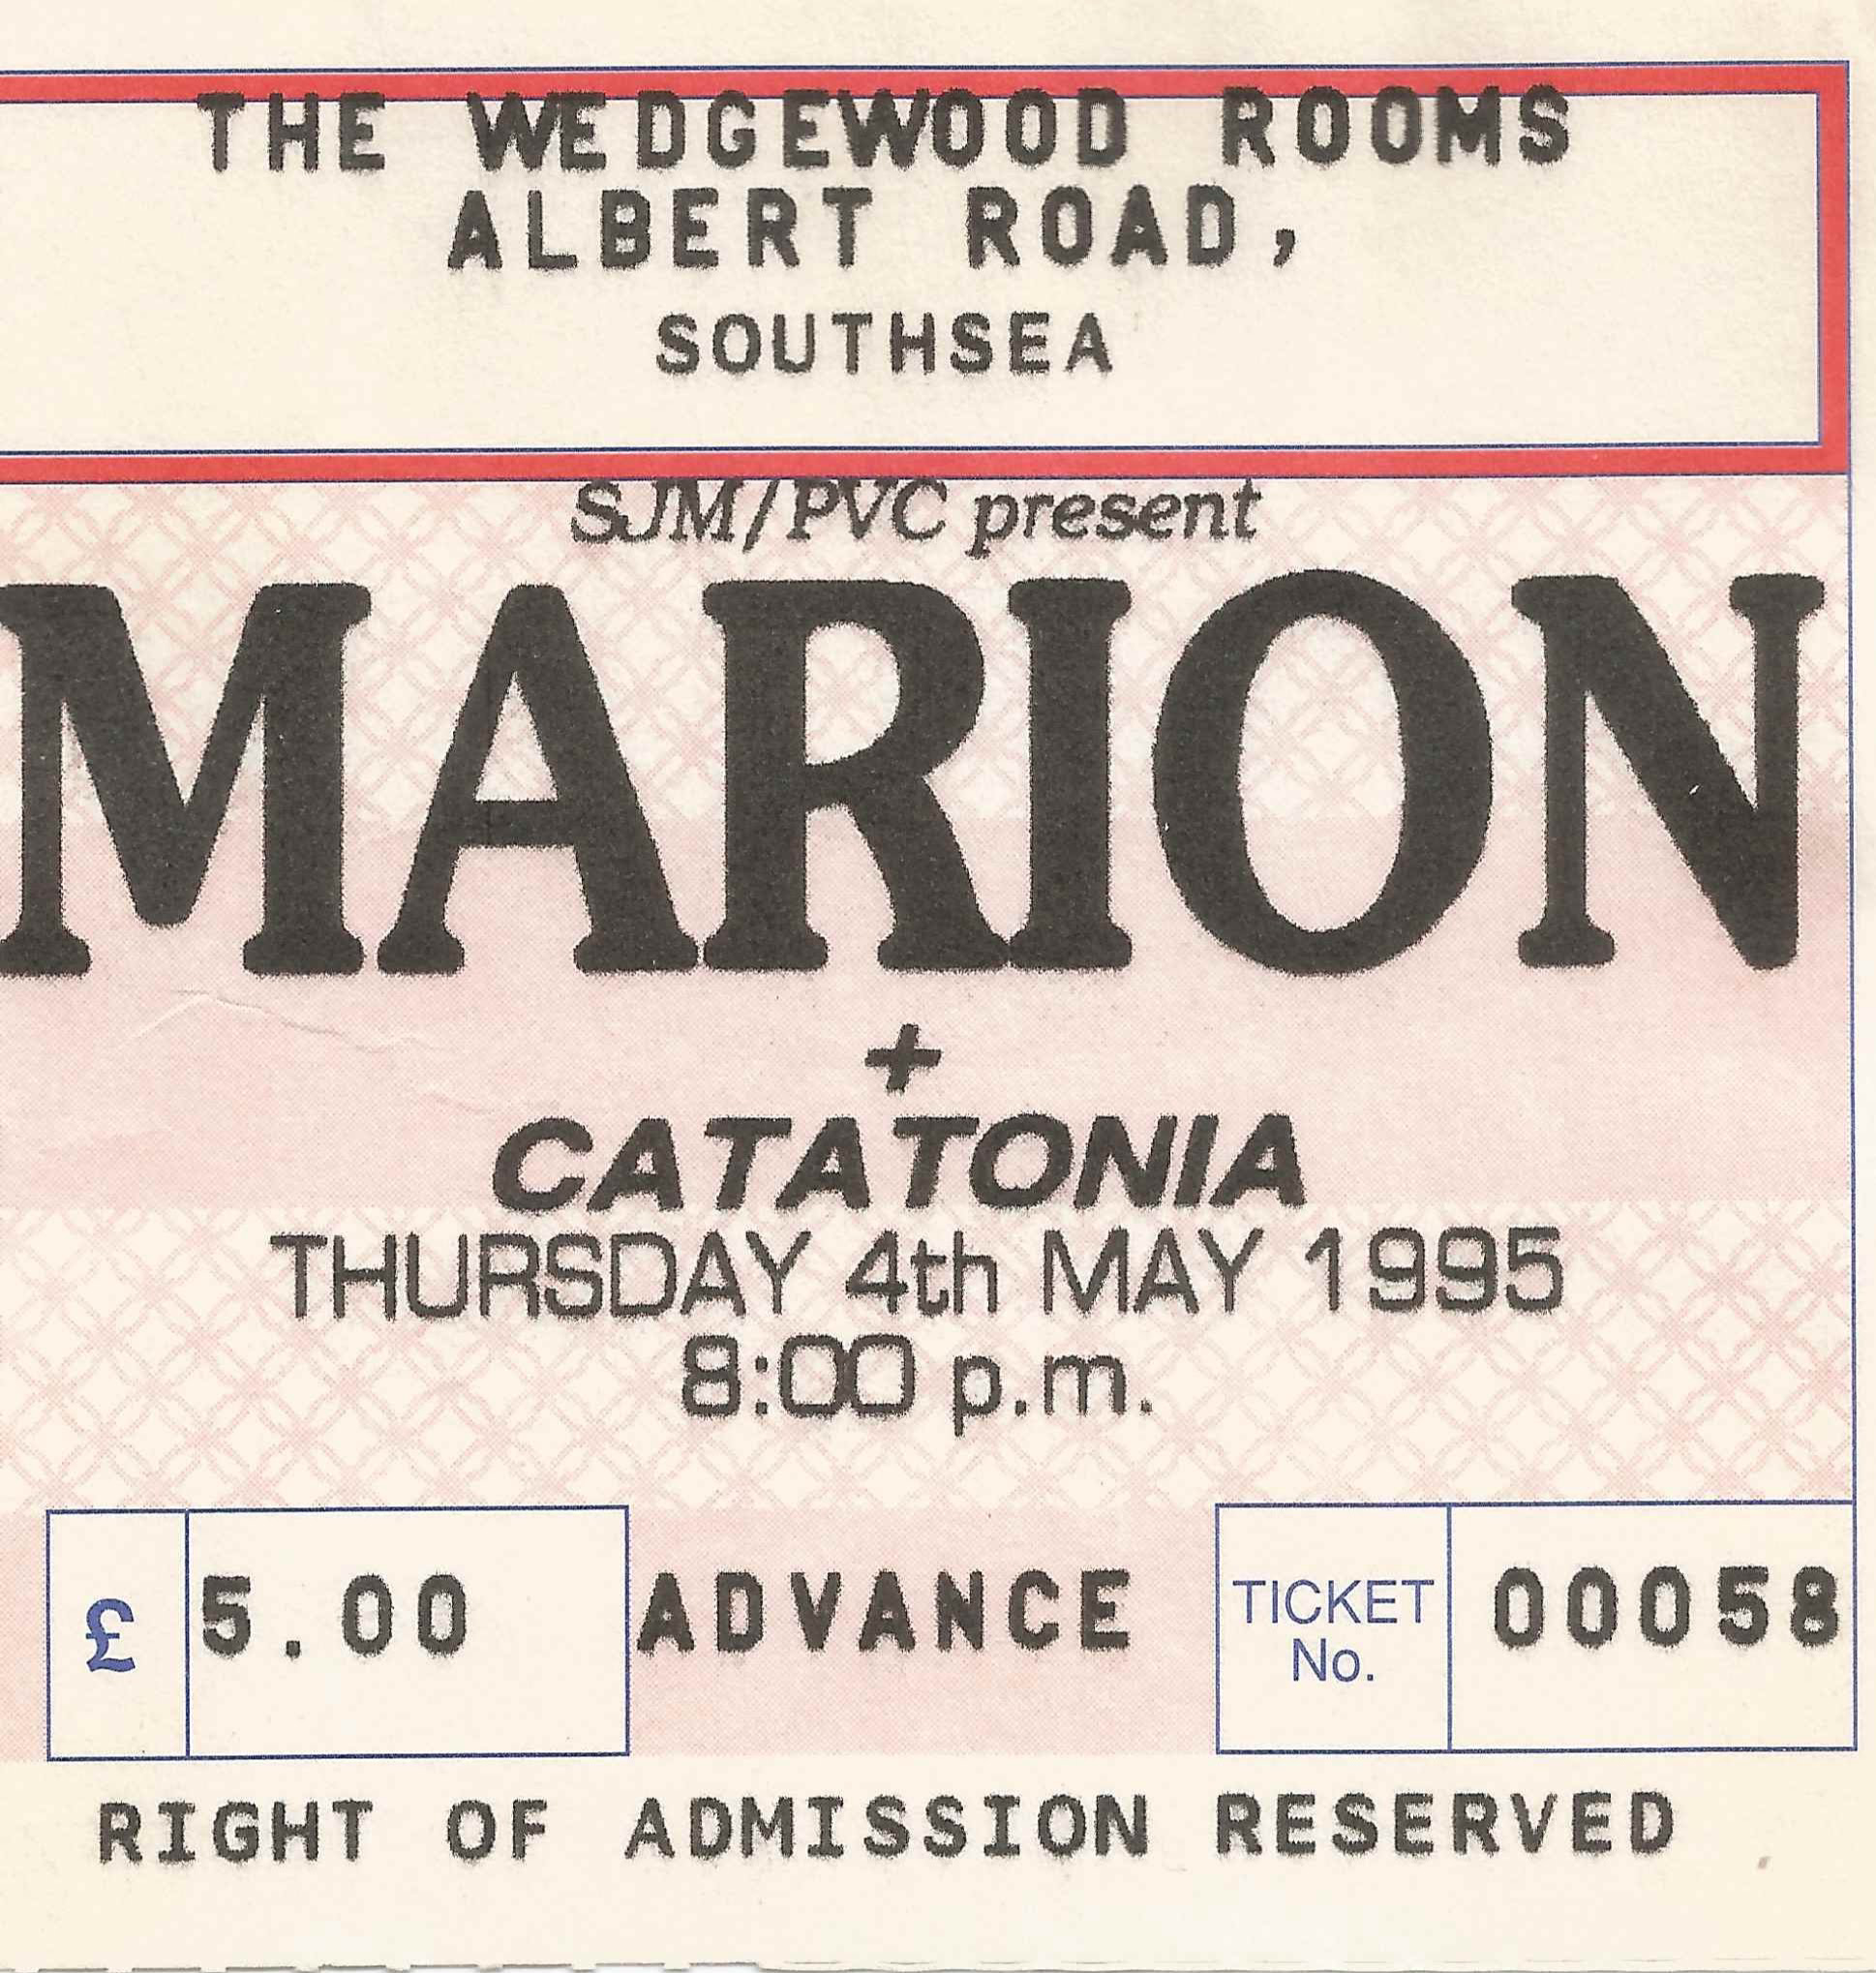 THE WEDGEWOOD ROOMS
ALBERT ROAD,
SOUTHSEA
SJM/PVC present
MARION
+
CATATONIA
THURSDAY 4th MAY 1995
8:00 p.m.
£ 5.00 ADVANCE TICKET No. 00058
RIGHT OF ADMISSION RESERVED